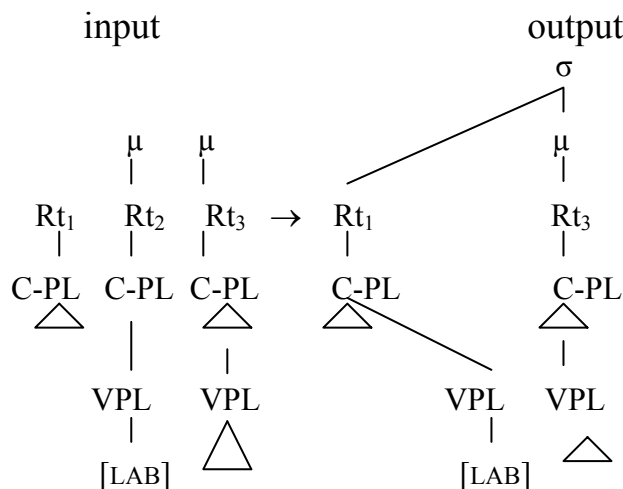 input output
σ
μ μ μ
Rt₁ Rt₂ Rt₃ → Rt₁ Rt₃
C-PL C-PL C-PL C-PL C-PL
VPL VPL VPL VPL
[LAB] [LAB]